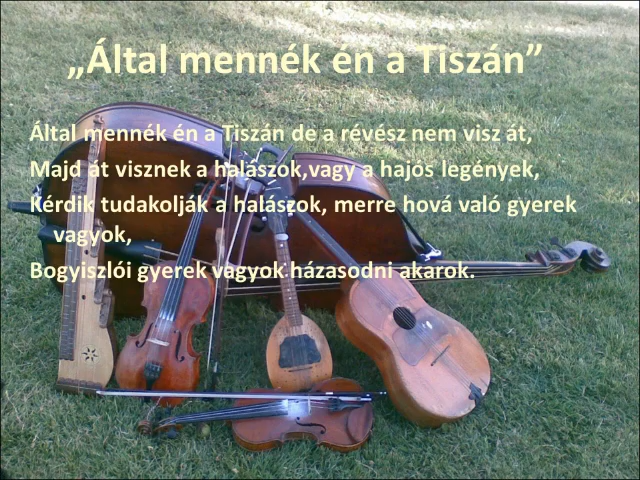 „Által mennék én a Tiszán”
Által mennék én a Tiszán de a révész nem visz át,
Majd át visznek a halászok,vagy a hajós legények,
Kérdik tudakolják a halászok, merre hová való gyerek
vagyok,
Bogyiszlói gyerek vagyok házasodni akarok.